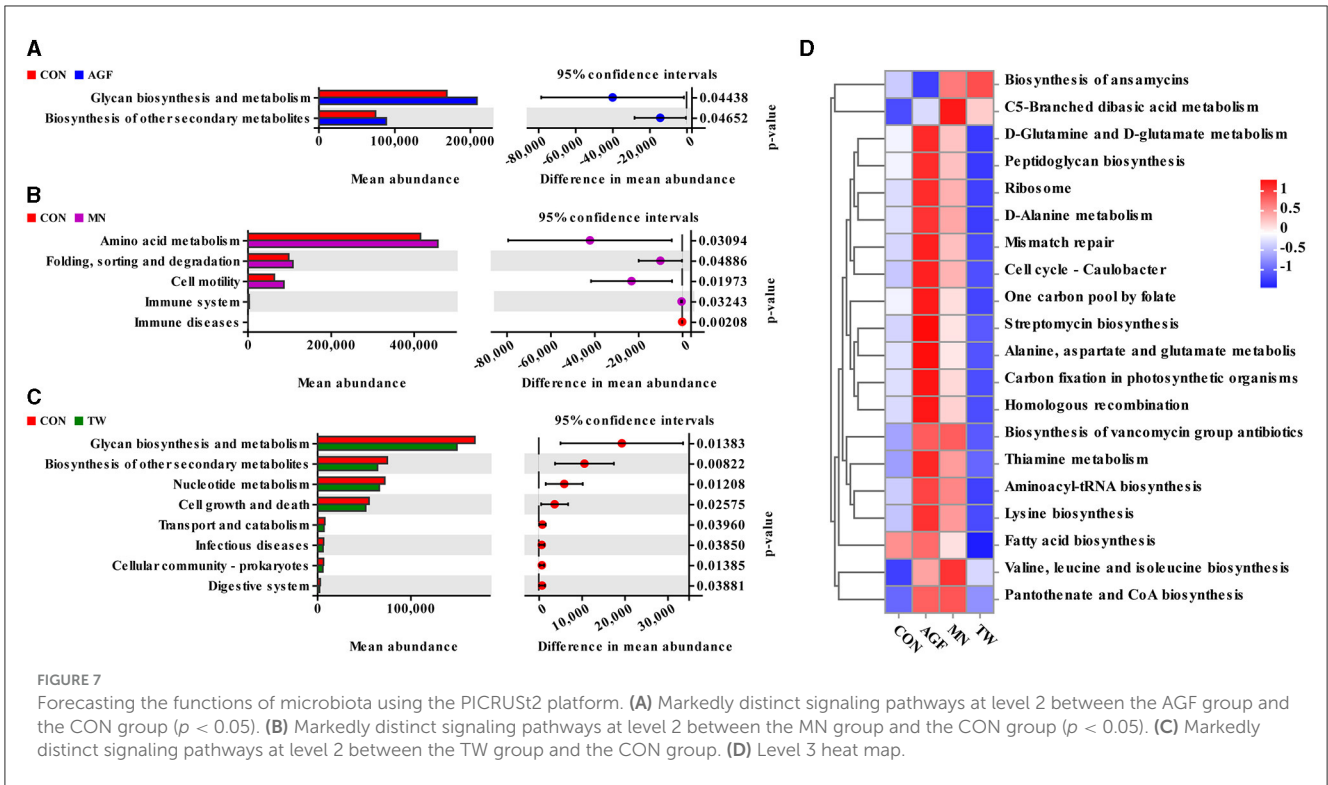 A
CON AGF
95% confidence intervals
Glycan biosynthesis and metabolism
0.04438
Biosynthesis of other secondary metabolites
0.04652
p-value
0 100,000 200,000
-80,000 -60,000 -40,000 -20,000 0
Mean abundance
Difference in mean abundance
B
CON MN
95% confidence intervals
Amino acid metabolism
0.03094
Folding, sorting and degradation
0.04886
Cell motility
0.01973
Immune system
0.03243
Immune diseases
0.00208
p-value
0 200,000 400,000
-80,000 -60,000 -40,000 -20,000 0
Mean abundance
Difference in mean abundance
C
CON TW
95% confidence intervals
Glycan biosynthesis and metabolism
0.01383
Biosynthesis of other secondary metabolites
0.00822
Nucleotide metabolism
0.01208
Cell growth and death
0.02575
Transport and catabolism
0.03960
Infectious diseases
0.03850
Cellular community - prokaryotes
0.01385
Digestive system
0.03881
p-value
0 100,000
0 10,000 20,000 30,000
Mean abundance
Difference in mean abundance
D
Biosynthesis of ansamycins
C5-Branched dibasic acid metabolism
D-Glutamine and D-glutamate metabolism
Peptidoglycan biosynthesis
Ribosome
D-Alanine metabolism
Mismatch repair
Cell cycle - Caulobacter
One carbon pool by folate
Streptomycin biosynthesis
Alanine, aspartate and glutamate metabolis
Carbon fixation in photosynthetic organisms
Homologous recombination
Biosynthesis of vancomycin group antibiotics
Thiamine metabolism
Aminoacyl-tRNA biosynthesis
Lysine biosynthesis
Fatty acid biosynthesis
Valine, leucine and isoleucine biosynthesis
Pantothenate and CoA biosynthesis
CON AGF MN TW
1
0.5
0
-0.5
-1
FIGURE 7
Forecasting the functions of microbiota using the PICRUSt2 platform. (A) Markedly distinct signaling pathways at level 2 between the AGF group and
the CON group (p < 0.05). (B) Markedly distinct signaling pathways at level 2 between the MN group and the CON group (p < 0.05). (C) Markedly
distinct signaling pathways at level 2 between the TW group and the CON group. (D) Level 3 heat map.